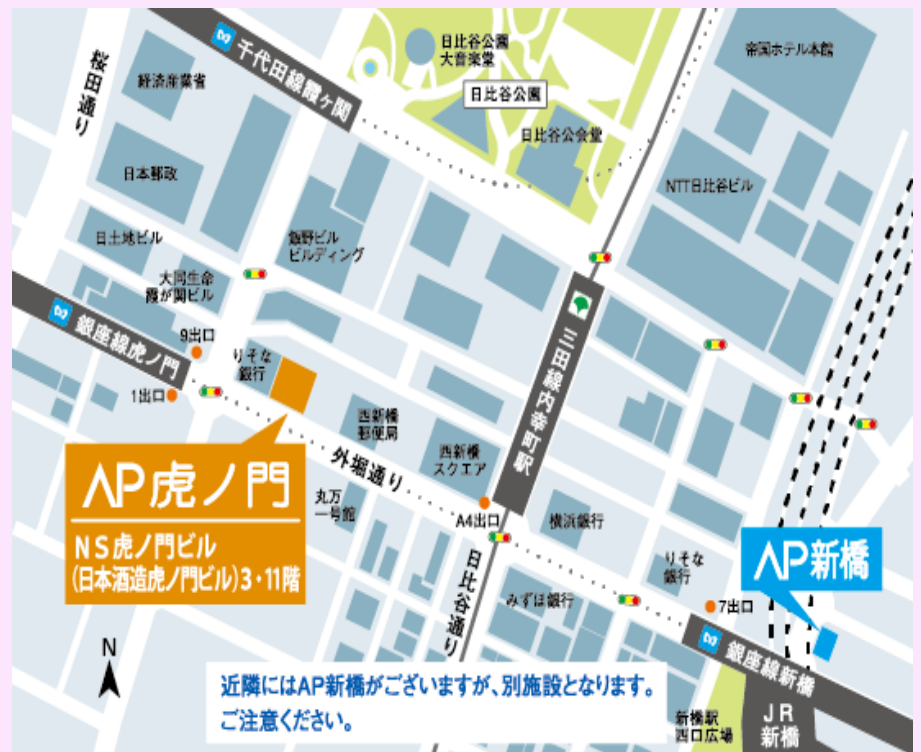 桜田通り
経済産業省
千代田線霞ヶ関
日比谷公園
大音楽堂
日比谷公園
日比谷公会堂
帝国ホテル本館
日本郵政
NTT日比谷ビル
日土地ビル
飯野ビル
ビルディング
大同生命
霞が関ビル
銀座線虎ノ門
9出口
1出口
りそな
銀行
三田線内幸町駅
西新橋
郵便局
西新橋
スクエア
外堀通り
AP虎ノ門
NS虎ノ門ビル
(日本酒造虎ノ門ビル)3・11階
丸万
一号館
A4出口
横浜銀行
日比谷通り
みずほ銀行
りそな
銀行
7出口
AP新橋
銀座線新橋
N
近隣にはAP新橋がございますが、別施設となります。
ご注意ください。
新橋駅
西口広場
JR
新橋